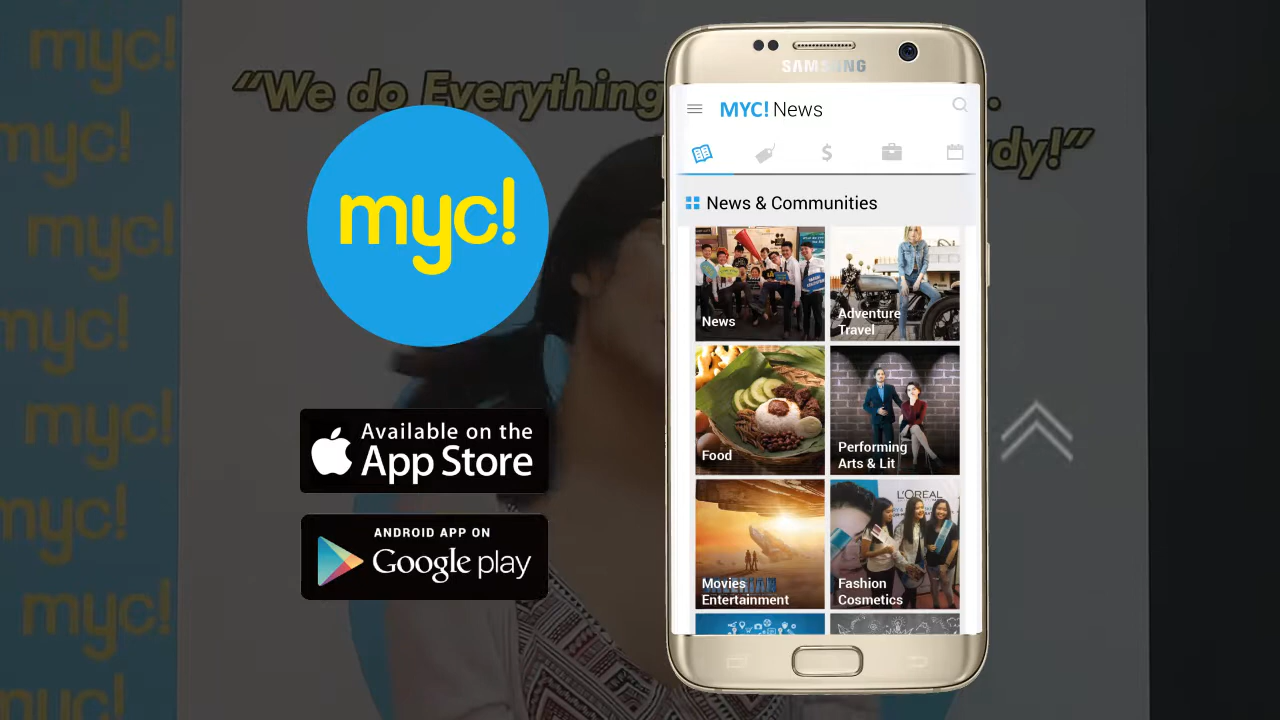 myc!
myc!
myc!
myc!
myc!
myc!
myc!
“We do Everything
dy!”
myc!
Available on the
App Store
ANDROID APP ON
Google play
SAMSUNG
MYC! News
$
News & Communities
News
Adventure
Travel
Food
Performing
Arts & Lit
L'ORÉAL
Movies
Entertainment
VALERIAN
Fashion
Cosmetics